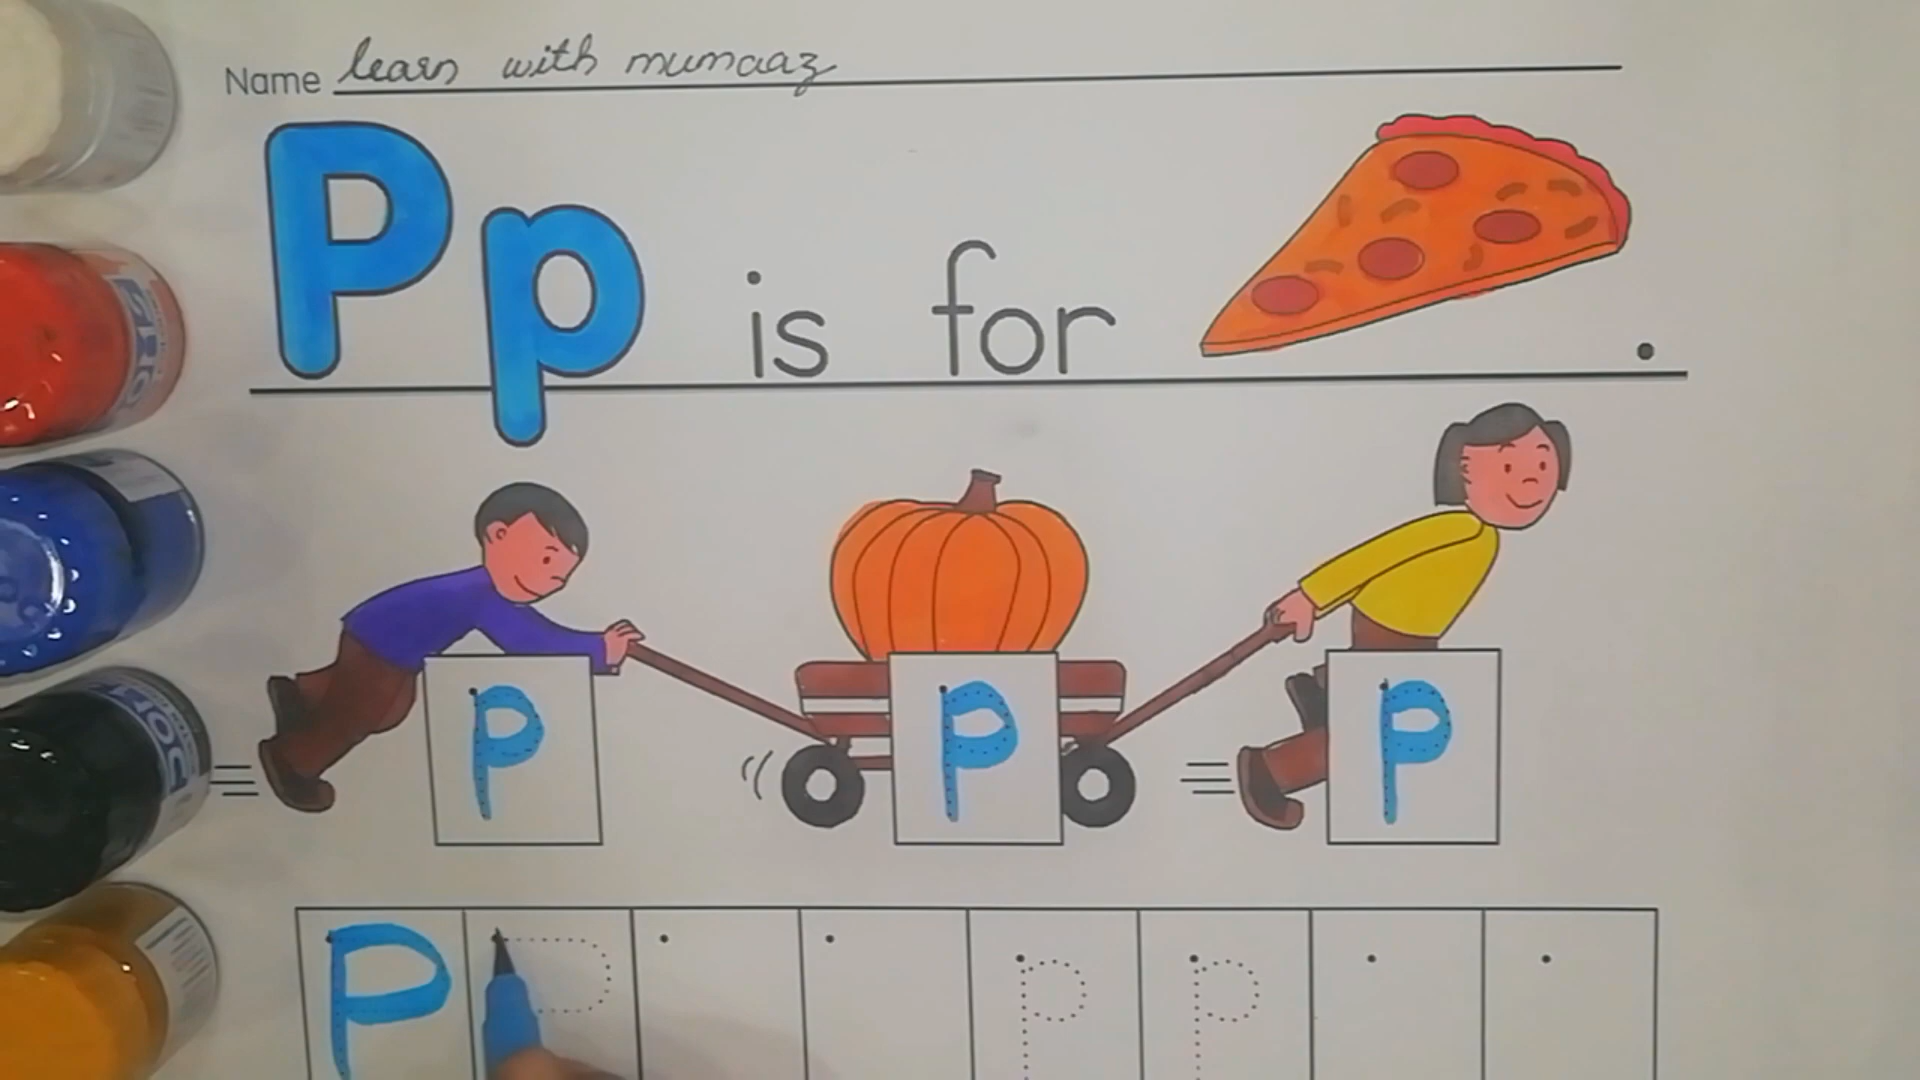 Name learn with mumaaz
Pp is for .
p p p
P P p p